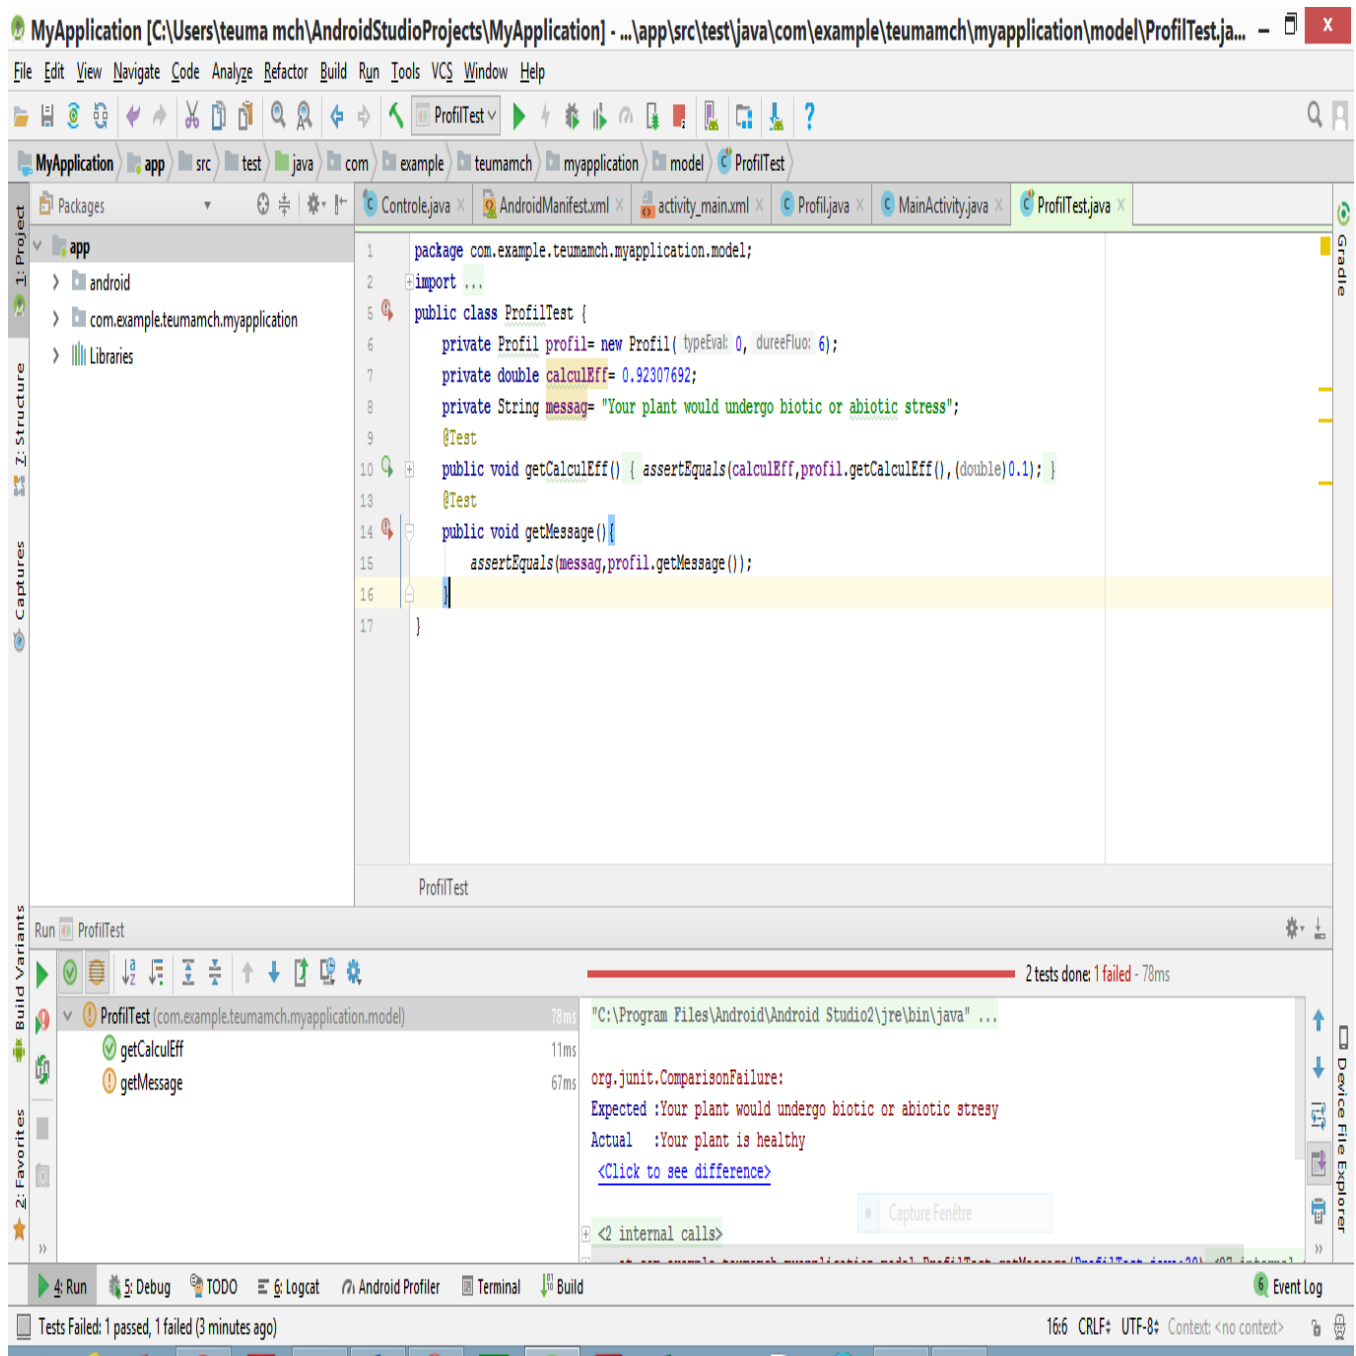 MyApplication [C:\Users\teuma mch\AndroidStudioProjects\MyApplication] - ...\app\src\test\java\com\example\teumamch\myapplication\model\ProfilTest.ja...
File Edit View Navigate Code Analyze Refactor Build Run Tools VCS Window Help
ProfilTest
MyApplication app src test java com example teumamch myapplication model ProfilTest
Packages
Controle.java AndroidManifest.xml activity_main.xml Profil.java MainActivity.java ProfilTest.java
1: Project
Z: Structure
Captures
Build Variants
2: Favorites
Gradle
Device File Explorer
app
android
com.example.teumamch.myapplication
Libraries
1 package com.example.teumamch.myapplication.model;
2 import ...
5 public class ProfilTest {
6 private Profil profil= new Profil( typeEval: 0, dureeFluo: 6);
7 private double calculEff= 0.92307692;
8 private String messag= "Your plant would undergo biotic or abiotic stress";
9 @Test
10 public void getCalculEff() { assertEquals(calculEff,profil.getCalculEff(),(double)0.1); }
13 @Test
14 public void getMessage(){
15 assertEquals(messag,profil.getMessage());
16 }
17 }
ProfilTest
Run ProfilTest
2 tests done: 1 failed - 78ms
ProfilTest (com.example.teumamch.myapplication.model) 78ms
getCalculEff 11ms
getMessage 67ms
"C:\Program Files\Android\Android Studio2\jre\bin\java" ...
org.junit.ComparisonFailure:
Expected :Your plant would undergo biotic or abiotic stresy
Actual :Your plant is healthy
<Click to see difference>
Capture Fenêtre
<2 internal calls>
4: Run 5: Debug TODO 6: Logcat Android Profiler Terminal Build 6 Event Log
Tests Failed: 1 passed, 1 failed (3 minutes ago) 16:6 CRLF UTF-8 Context: <no context>